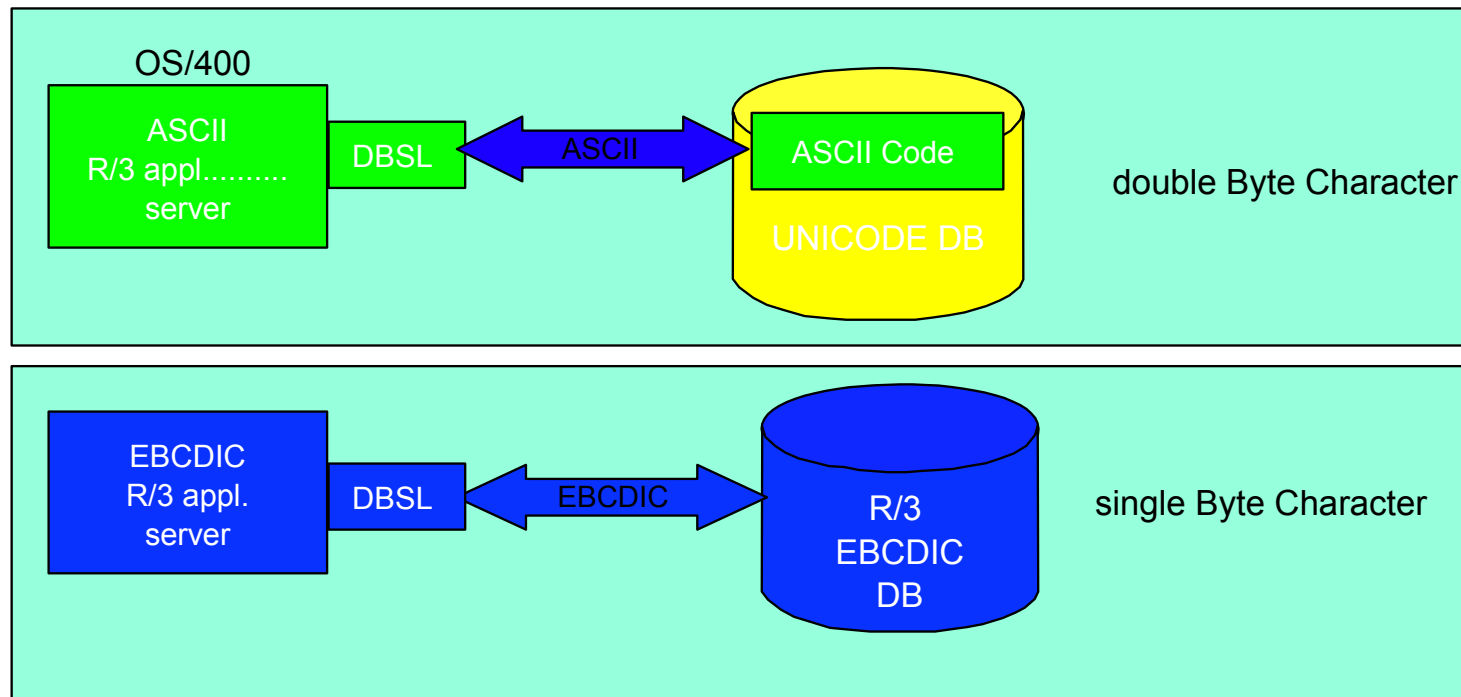 OS/400
ASCII
R/3 appl..........
server
DBSL
ASCII
ASCII Code
UNICODE DB
double Byte Character
EBCDIC
R/3 appl.
server
DBSL
EBCDIC
R/3
EBCDIC
DB
single Byte Character